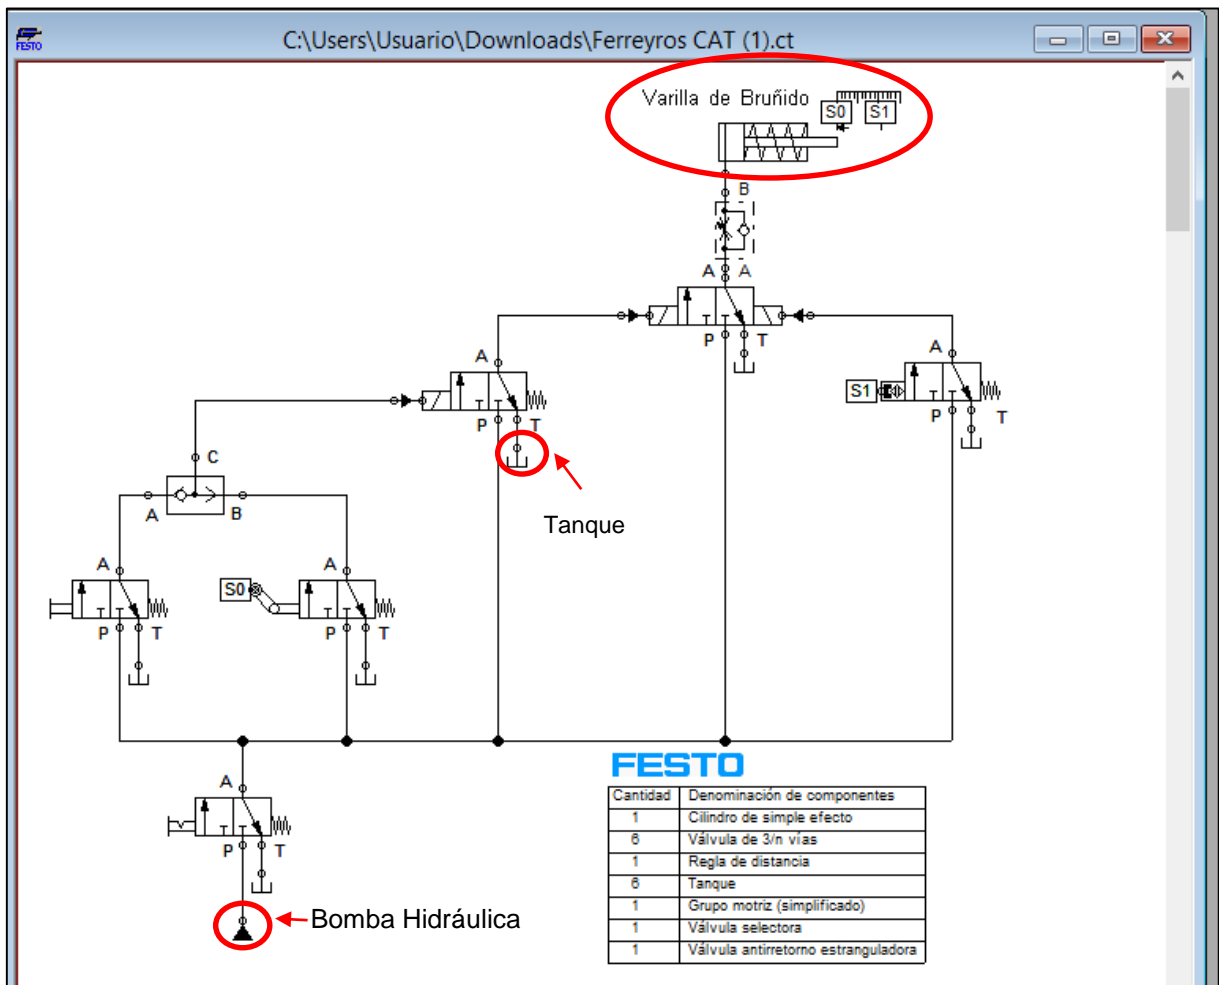 FESTO
C:\Users\Usuario\Downloads\Ferreyros CAT (1).ct
Varilla de Bruñido
S0 S1
B
A A
P T
A
P T
A
S1
P T
C
A B
Tanque
A
P T
S0
A
P T
A
P T
Bomba Hidráulica
FESTO
Cantidad Denominación de componentes
1 Cilindro de simple efecto
6 Válvula de 3/n vías
1 Regla de distancia
6 Tanque
1 Grupo motriz (simplificado)
1 Válvula selectora
1 Válvula antirretorno estranguladora